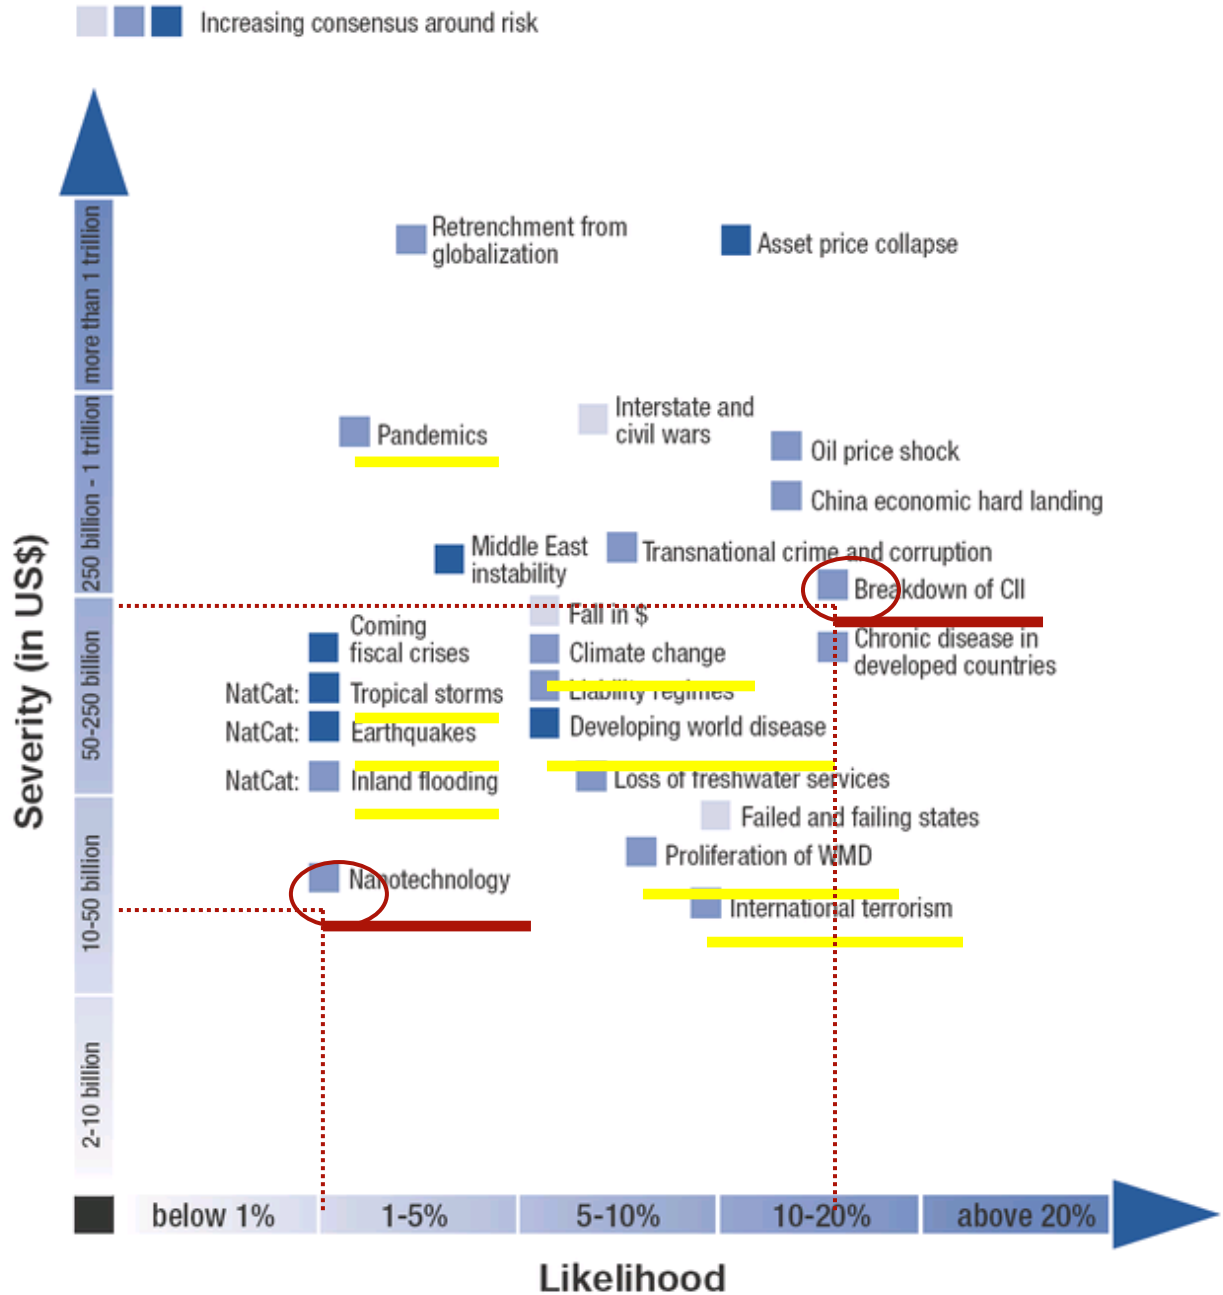 Increasing consensus around risk
Severity (in US$)
more than 1 trillion
250 billion - 1 trillion
50-250 billion
10-50 billion
2-10 billion
Retrenchment from
globalization
Asset price collapse
Pandemics
Interstate and
civil wars
Oil price shock
China economic hard landing
Middle East
instability
Transnational crime and corruption
Breakdown of CII
Fall in $
Coming
fiscal crises
Climate change
Chronic disease in
developed countries
NatCat: Tropical storms
Liability regimes
NatCat: Earthquakes
Developing world disease
NatCat: Inland flooding
Loss of freshwater services
Failed and failing states
Proliferation of WMD
Nanotechnology
International terrorism
below 1%
1-5%
5-10%
10-20%
above 20%
Likelihood